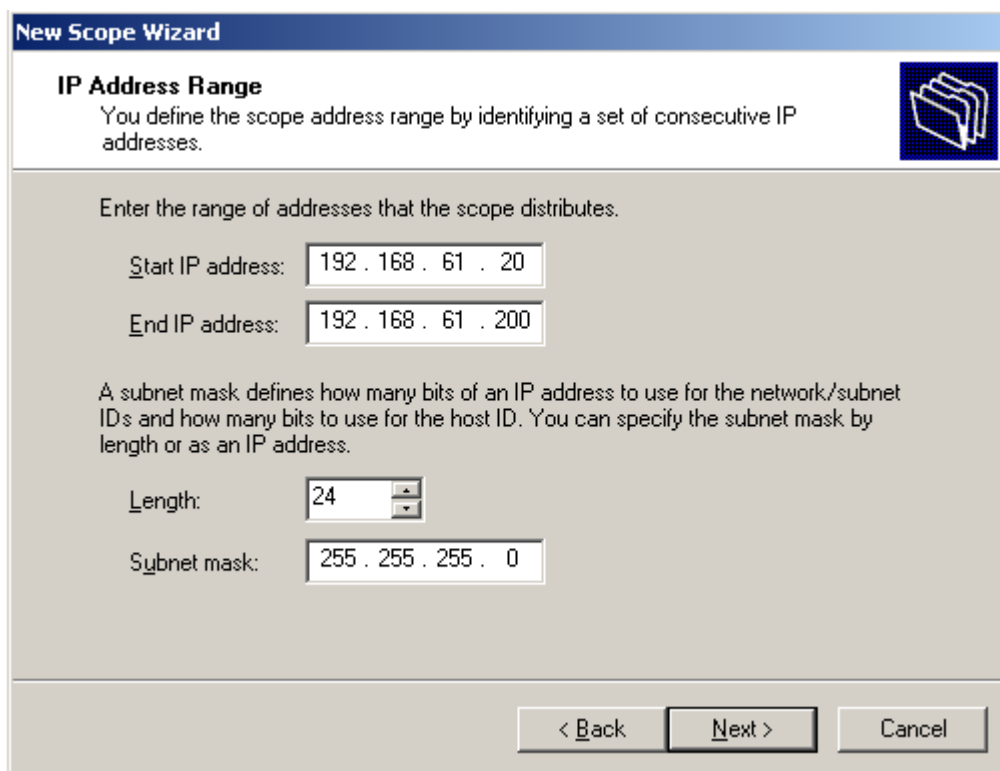 New Scope Wizard
IP Address Range
You define the scope address range by identifying a set of consecutive IP
addresses.
Enter the range of addresses that the scope distributes.
Start IP address: 192 . 168 . 61 . 20
End IP address: 192 . 168 . 61 . 200
A subnet mask defines how many bits of an IP address to use for the network/subnet
IDs and how many bits to use for the host ID. You can specify the subnet mask by
length or as an IP address.
Length: 24
Subnet mask: 255 . 255 . 255 . 0
< Back Next > Cancel